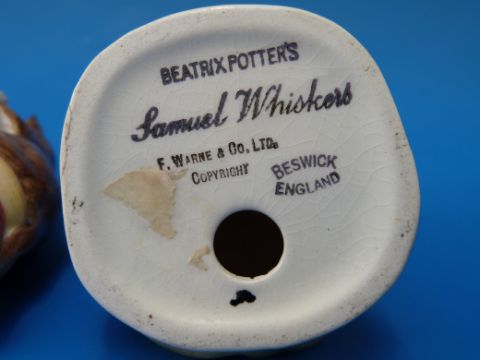 BEATRIX POTTER'S
Samuel Whiskers
F. WARNE & CO. LTD.
COPYRIGHT
BESWICK
ENGLAND